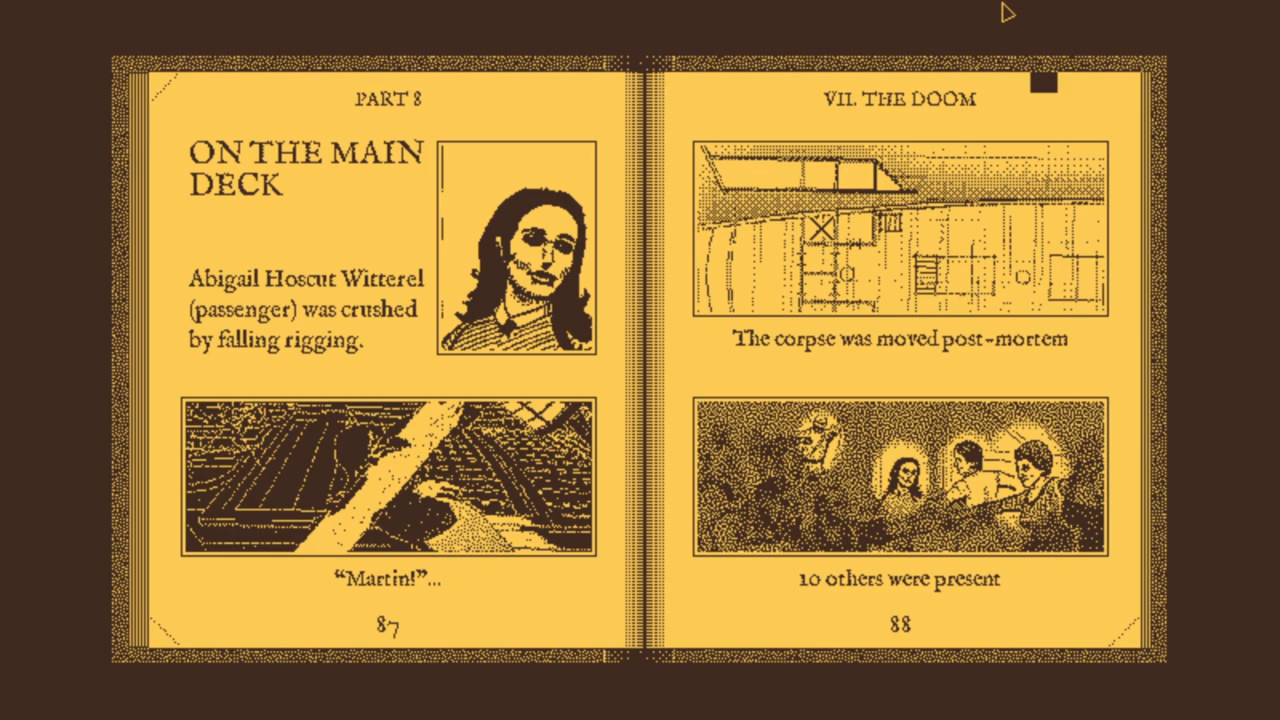 PART 8
ON THE MAIN
DECK
Abigail Hoscut Witterel
(passenger) was crushed
by falling rigging.
“Martin!”...
87
VII. THE DOOM
The corpse was moved post-mortem
10 others were present
88